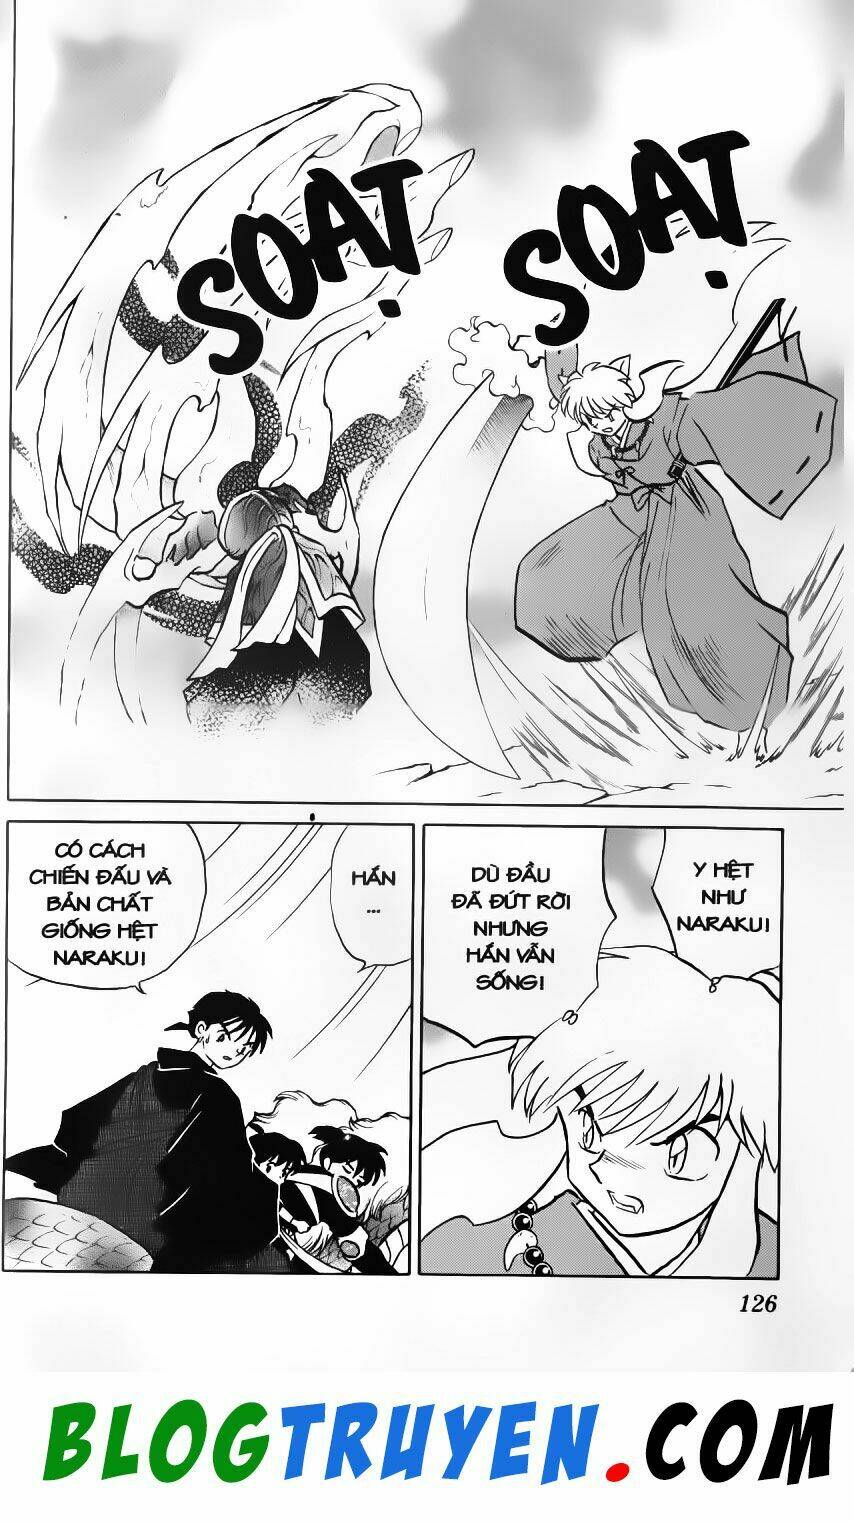 SOẠT
SOẠT
Y HỆT
NHƯ
NARAKU!
DÙ ĐẦU
ĐÃ ĐỨT RỜI
NHƯNG
HẮN VẪN
SỐNG!
HẮN
...
CÓ CÁCH
CHIẾN ĐẤU VÀ
BẢN CHẤT
GIỐNG HỆT
NARAKU!
126
BLOGTRUYEN.COM